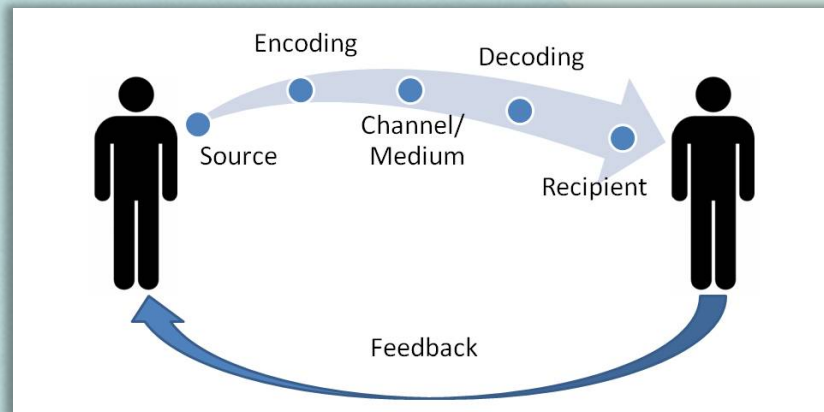 Encoding
Decoding
Source
Channel/
Medium
Recipient
Feedback